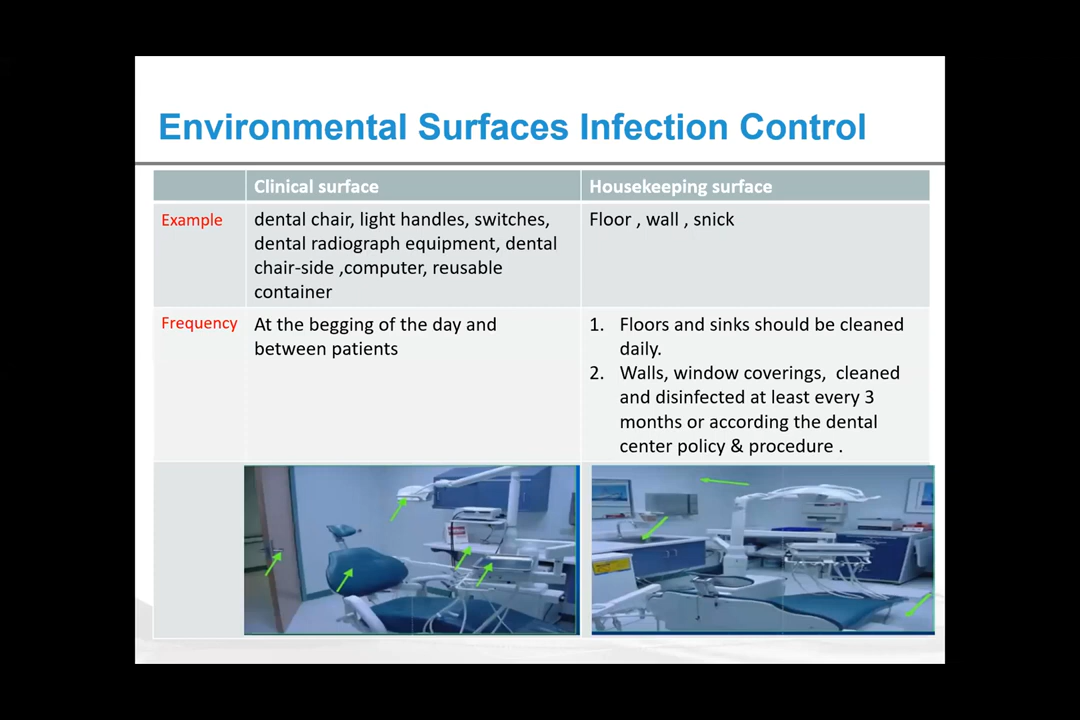 Environmental Surfaces Infection Control
Clinical surface
Housekeeping surface
Example
dental chair, light handles, switches,
dental radiograph equipment, dental
chair-side ,computer, reusable
container
Floor , wall , snick
Frequency
At the begging of the day and
between patients
1. Floors and sinks should be cleaned
daily.
2. Walls, window coverings, cleaned
and disinfected at least every 3
months or according the dental
center policy & procedure .